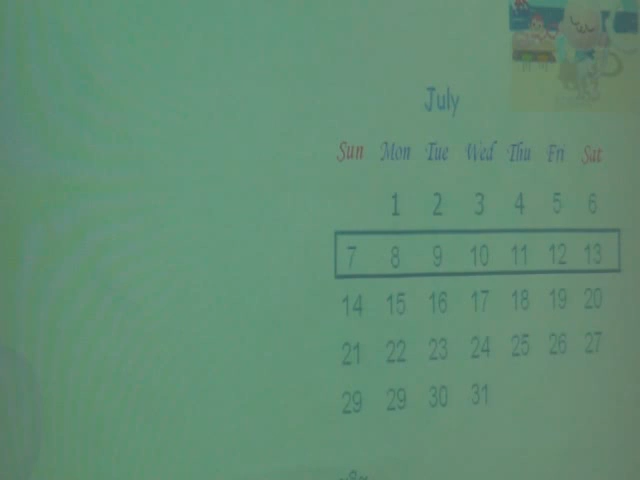 July
Sun Mon Tue Wed Thu Fri Sat
1 2 3 4 5 6
7 8 9 10 11 12 13
14 15 16 17 18 19 20
21 22 23 24 25 26 27
29 29 30 31